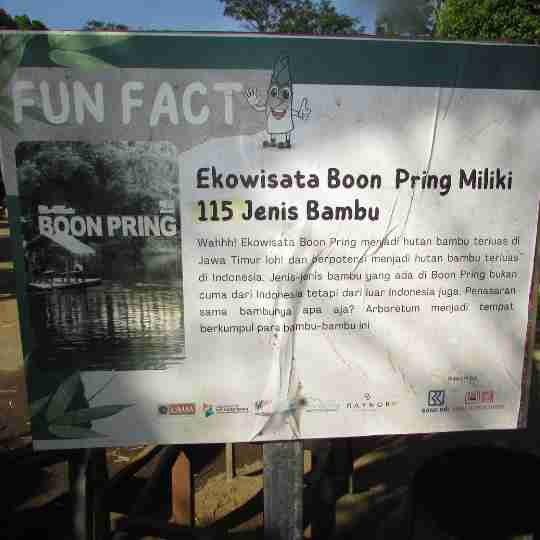 FUN FACT
BOON PRING
Ekowisata Boon Pring Miliki
115 Jenis Bambu
Wahhh! Ekowisata Boon Pring menjadi hutan bambu terluas di
Jawa Timur loh! dan berpotensi menjadi hutan bambu terluas
di Indonesia. Jenis-jenis bambu yang ada di Boon Pring bukan
cuma dari Indonesia tetapi dari luar Indonesia juga. Penasaran
sama bambunya apa aja? Arboretum menjadi tempat
berkumpul para bambu-bambu ini